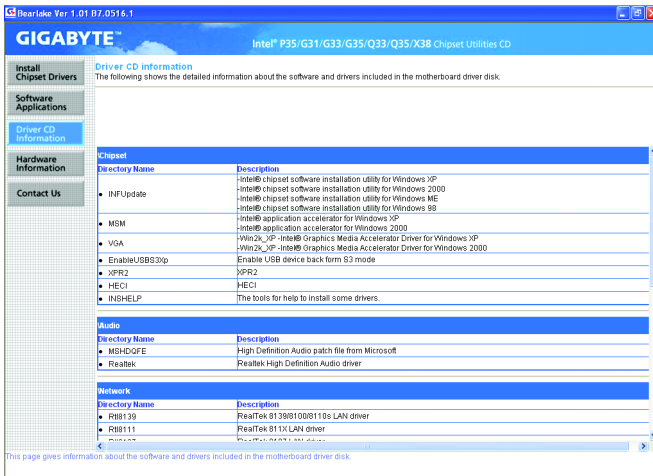 Bearlake Ver 1.01 B7.0516.1
GIGABYTE™
Intel® P35/G31/G33/G35/Q33/Q35/X38 Chipset Utilities CD
Install
Chipset Drivers
Software
Applications
Driver CD
Information
Hardware
Information
Contact Us
Driver CD information
The following shows the detailed information about the software and drivers included in the motherboard driver disk.
\Chipset
Directory Name Description
• INFUpdate
-Intel® chipset software installation utility for Windows XP
-Intel® chipset software installation utility for Windows 2000
-Intel® chipset software installation utility for Windows ME
-Intel® chipset software installation utility for Windows 98
• MSM
-Intel® application accelerator for Windows XP
-Intel® application accelerator for Windows 2000
• VGA
-Win2k_XP -Intel® Graphics Media Accelerator Driver for Windows XP
-Win2k_XP -Intel® Graphics Media Accelerator Driver for Windows 2000
• EnableUSBS3Xp Enable USB device back form S3 mode
• XPR2 XPR2
• HECI HECI
• INSHELP The tools for help to install some drivers.
\Audio
Directory Name Description
• MSHDQFE High Definition Audio patch file from Microsoft
• Realtek Realtek High Definition Audio driver
\Network
Directory Name Description
• Rtl8139 RealTek 8139/8100/8110s LAN driver
• Rtl8111 RealTek 811X LAN driver
This page gives information about the software and drivers included in the motherboard driver disk.